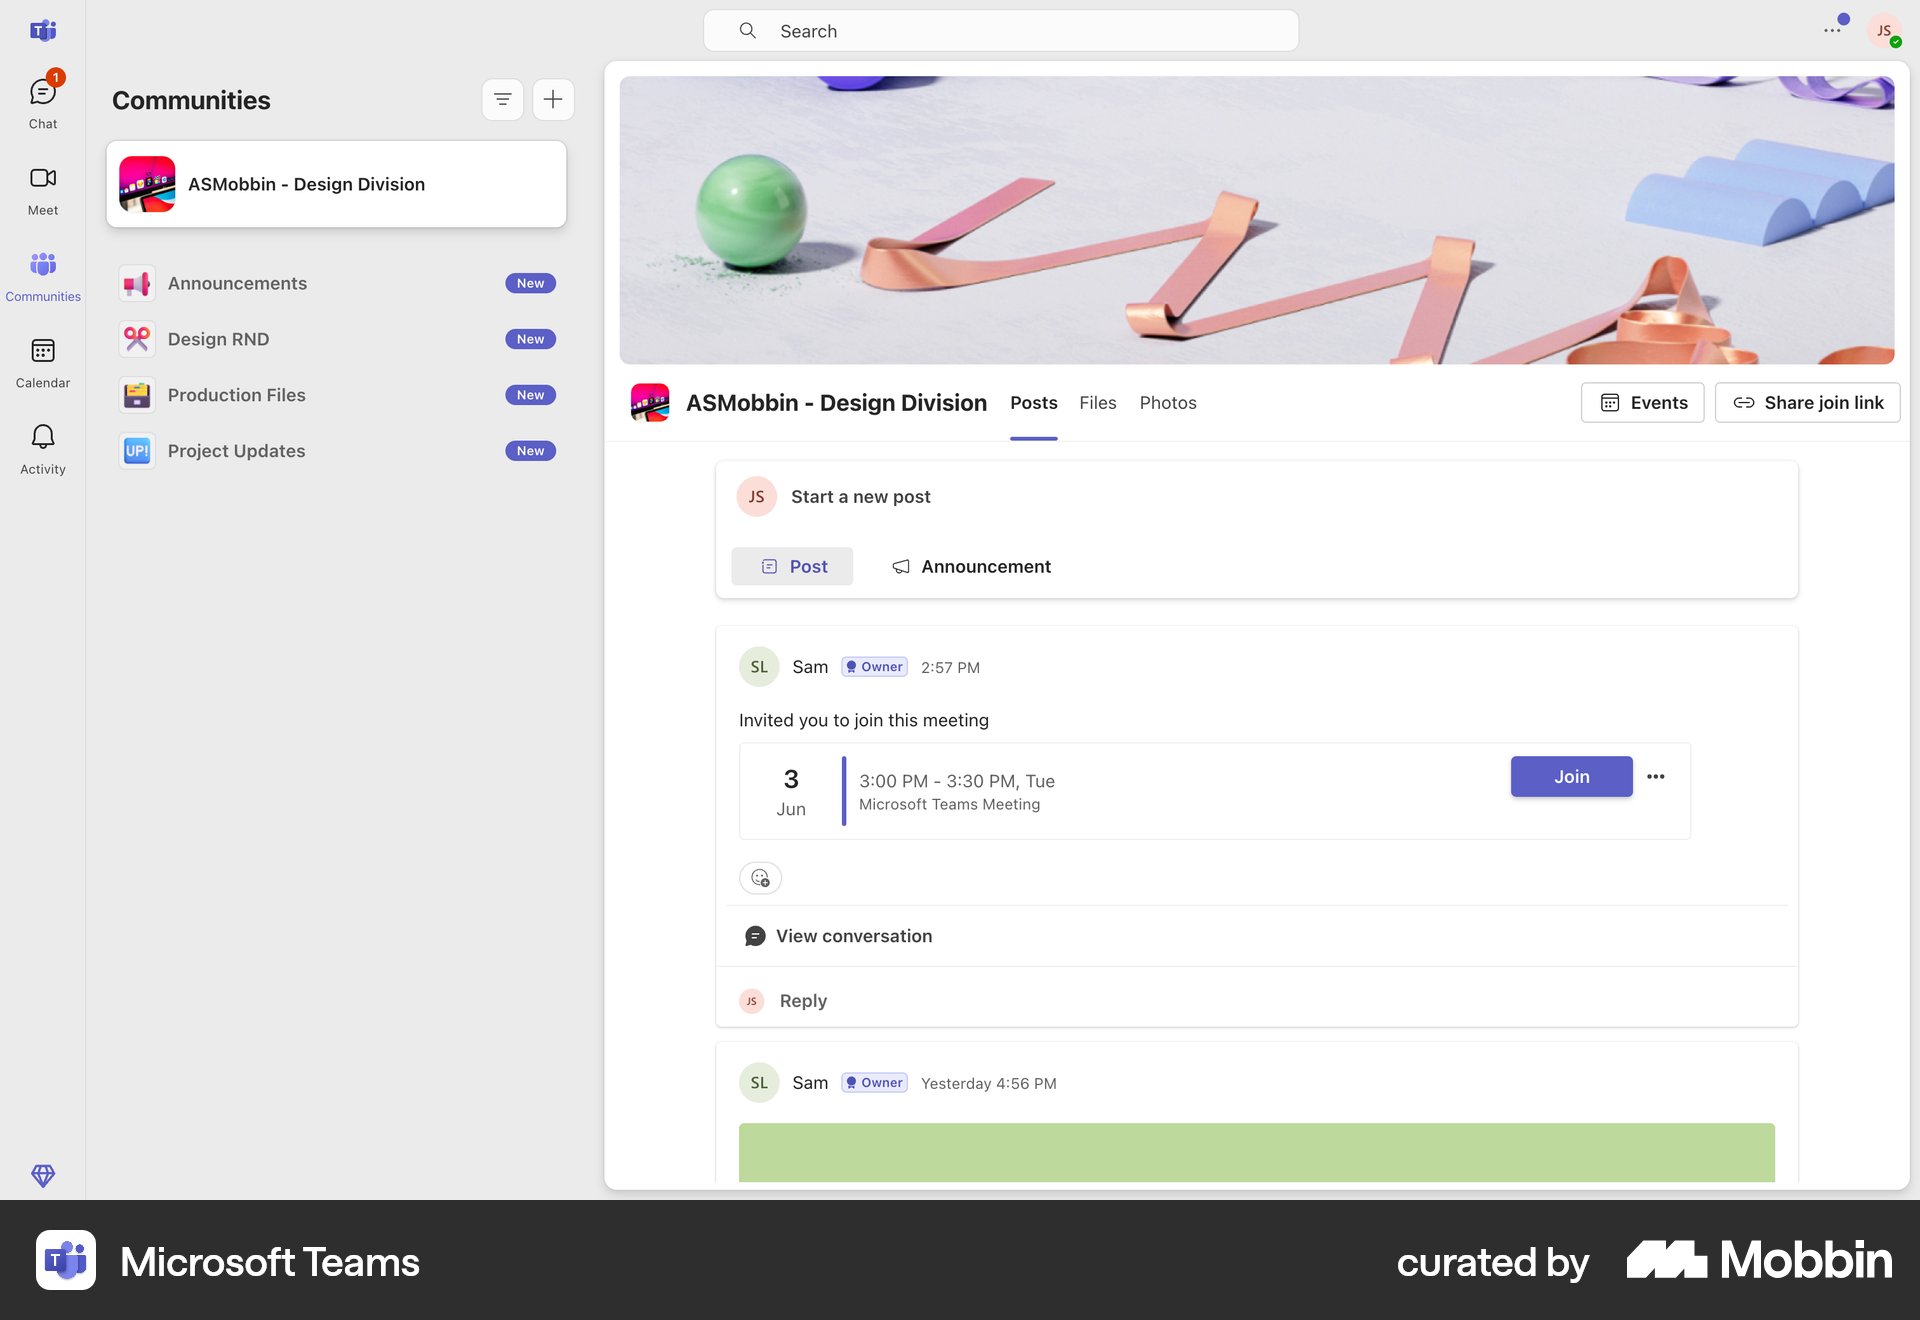 Search
JS
1
Chat
Meet
Communities
Calendar
Activity
Communities
ASMobbin - Design Division
Announcements New
Design RND New
Production Files New
UP! Project Updates New
ASMobbin - Design Division Posts Files Photos Events Share join link
JS Start a new post
Post Announcement
SL Sam Owner 2:57 PM
Invited you to join this meeting
3
Jun
3:00 PM - 3:30 PM, Tue
Microsoft Teams Meeting
Join
View conversation
JS Reply
SL Sam Owner Yesterday 4:56 PM
T Microsoft Teams
curated by Mobbin